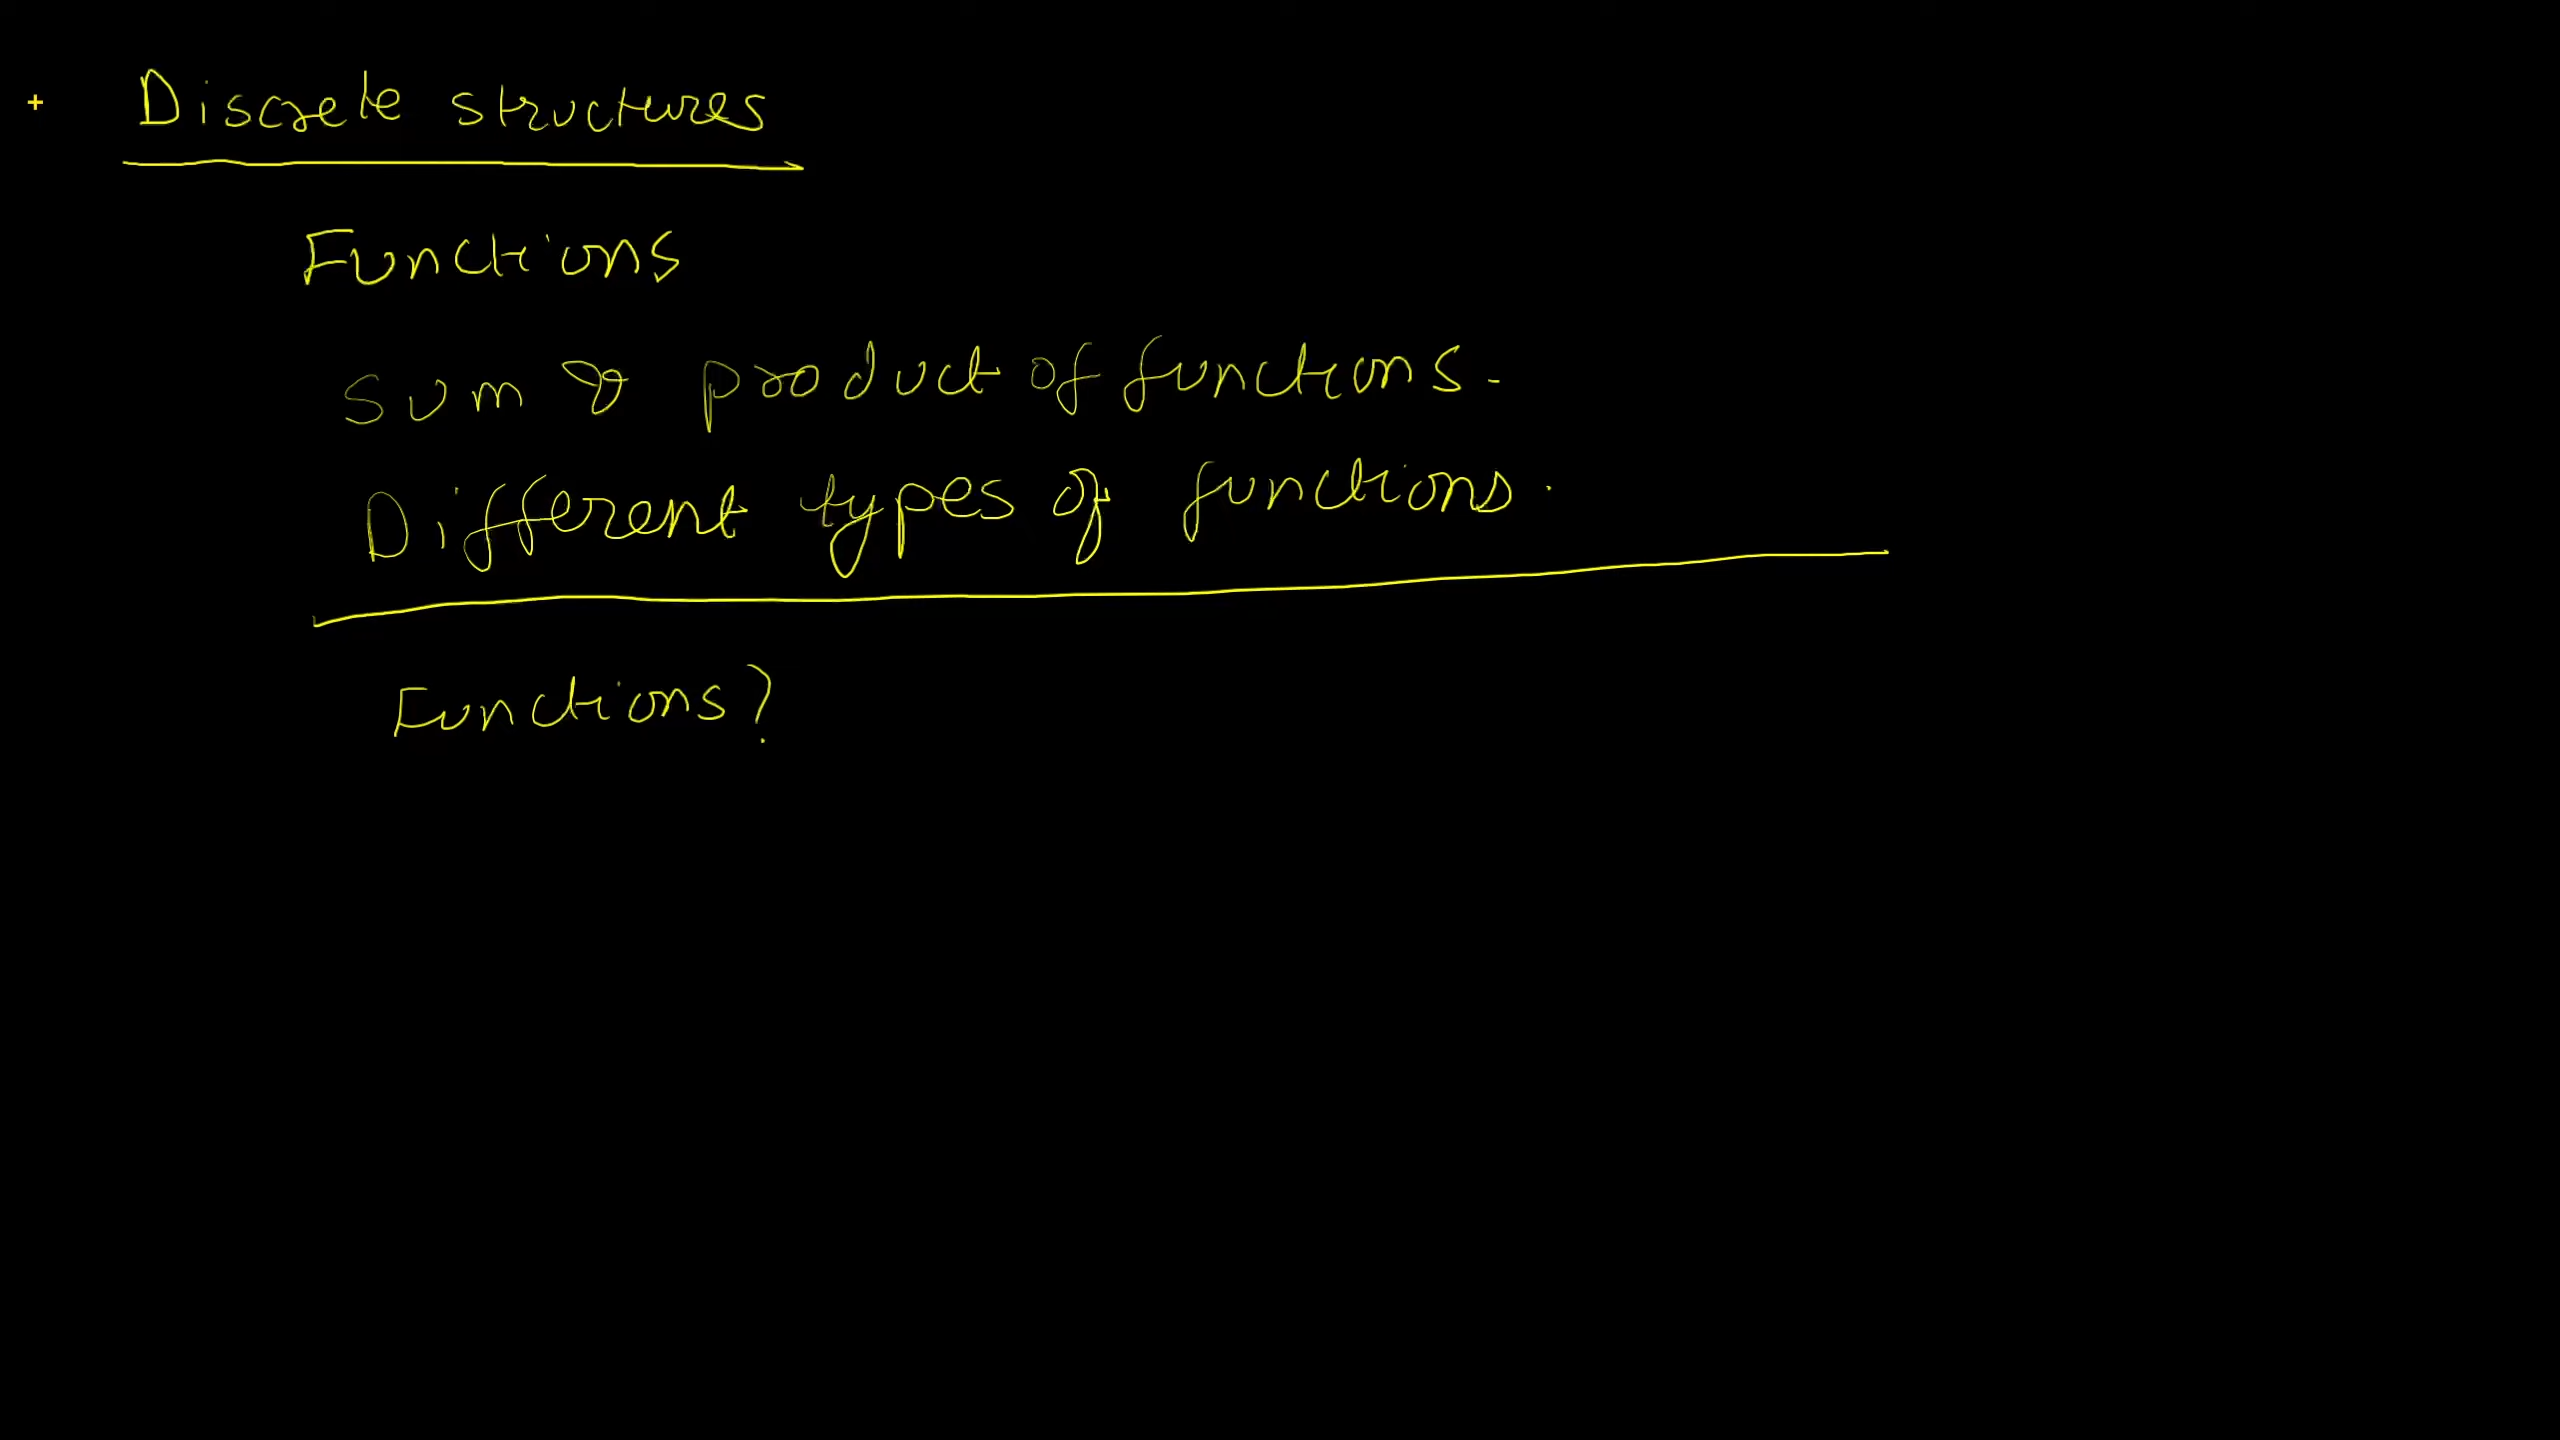 Discrete structures
Functions
Sum & product of functions.
Different types of functions.
Functions?